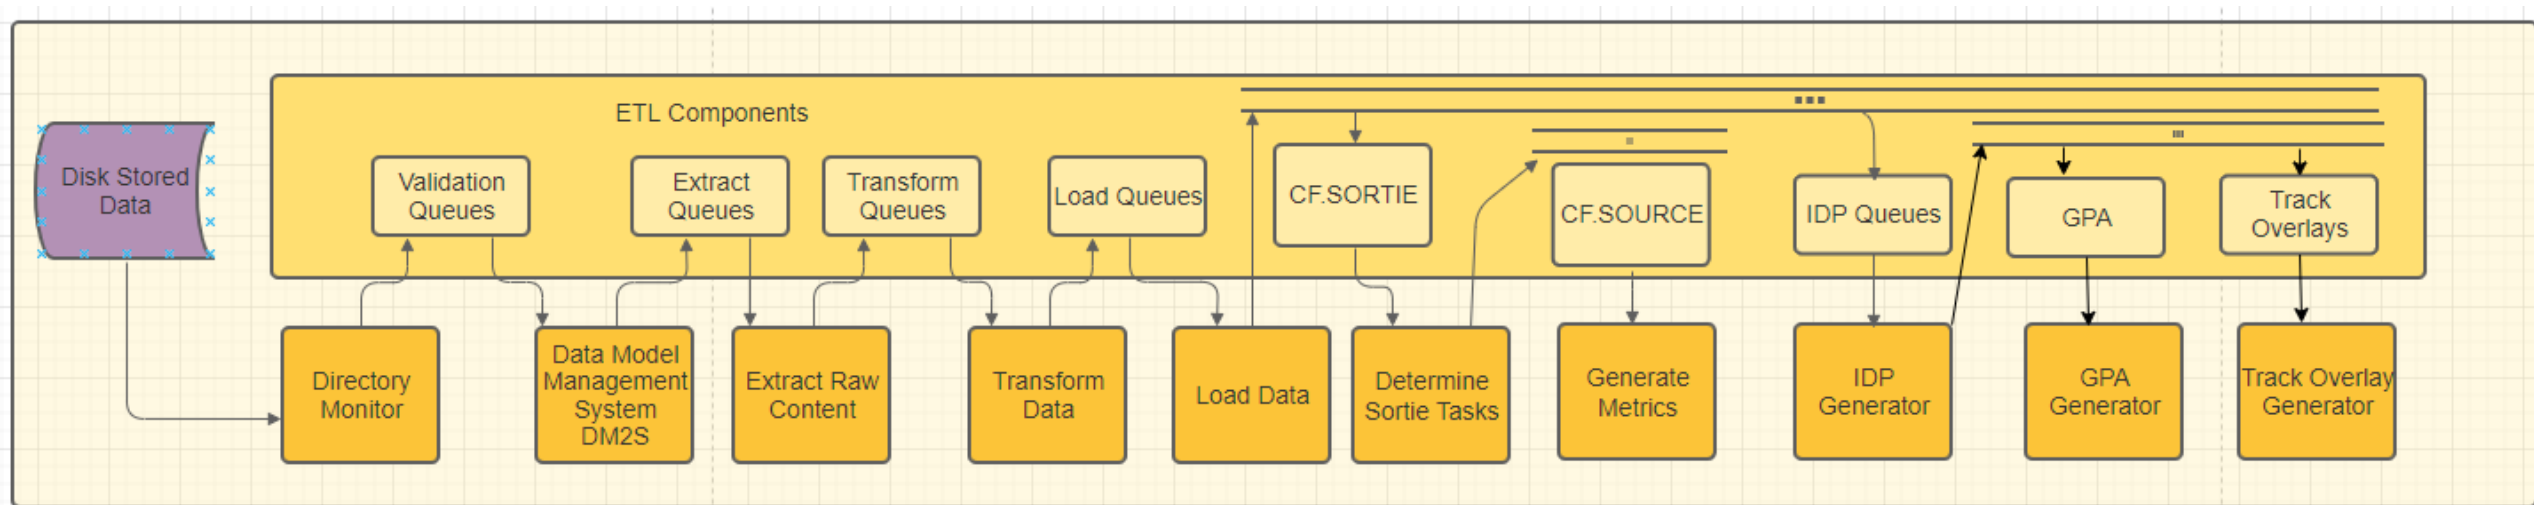 ETL Components
Disk Stored
Data
Validation
Queues
Extract
Queues
Transform
Queues
Load Queues
CF.SORTIE
CF.SOURCE
IDP Queues
GPA
Track
Overlays
Directory
Monitor
Data Model
Management
System
DM2S
Extract Raw
Content
Transform
Data
Load Data
Determine
Sortie Tasks
Generate
Metrics
IDP
Generator
GPA
Generator
Track Overlay
Generator